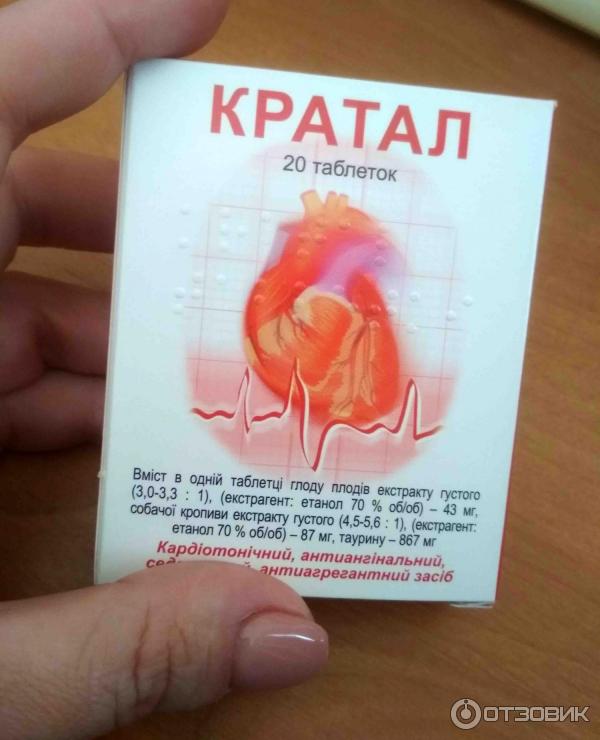 КРАТАЛ
20 таблеток
Вміст в одній таблетці глоду плодів екстракту густого
(3,0-3,3 : 1), (екстрагент: етанол 70 % об/об) – 43 мг,
собачої кропиви екстракту густого (4,5-5,6 : 1), (екстрагент:
етанол 70 % об/об) – 87 мг, таурину – 867 мг
Кардіотонічний, антиангінальний,
антиагрегантний засіб
ОТЗОВИК